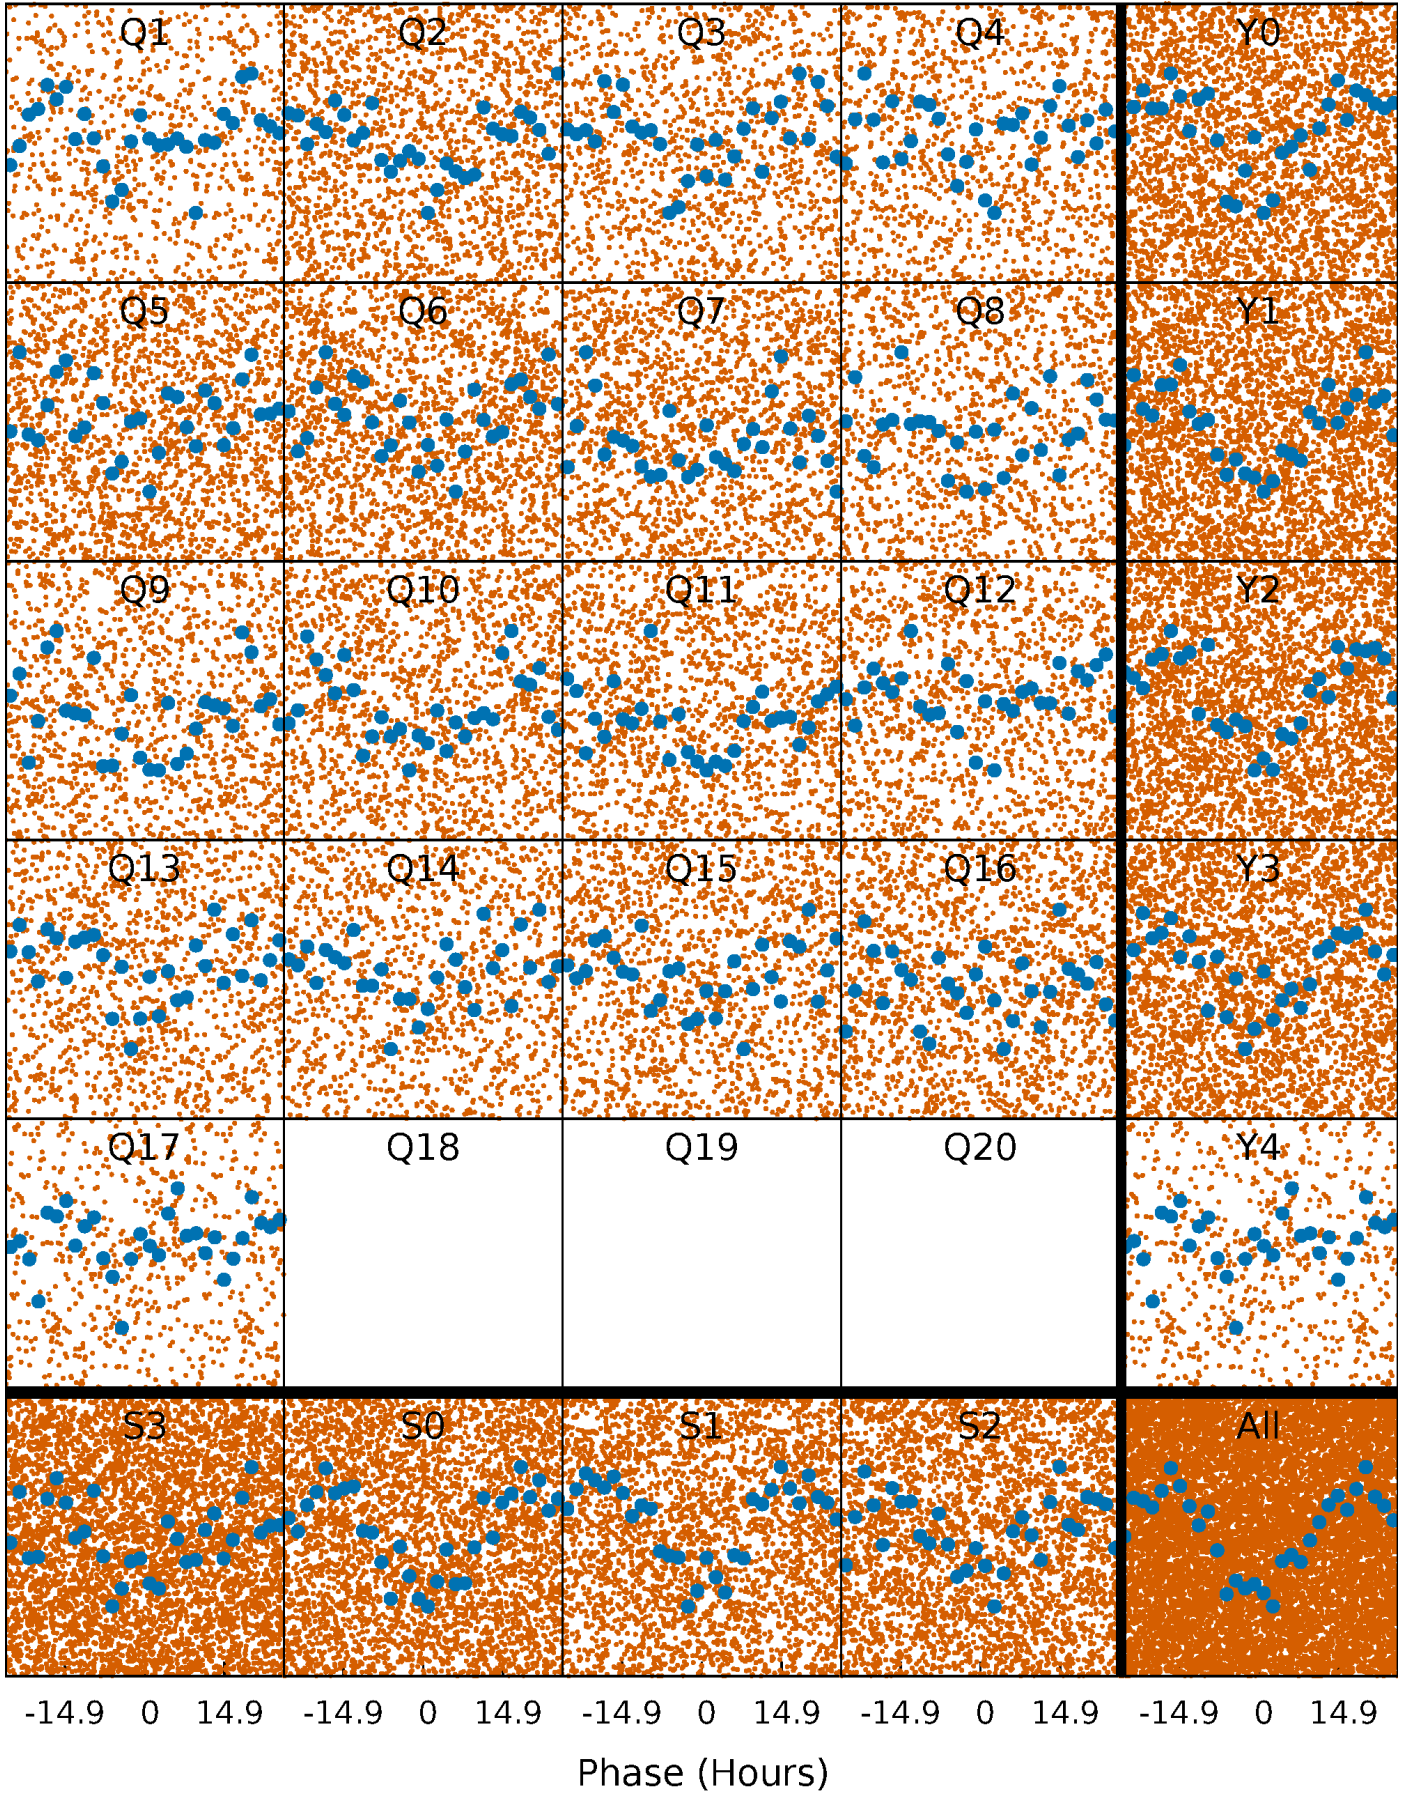 Q1 Q2 Q3 Q4 Y0
Q5 Q6 Q7 Q8 Y1
Q9 Q10 Q11 Q12 Y2
Q13 Q14 Q15 Q16 Y3
Q17 Q18 Q19 Q20 Y4
S3 S0 S1 S2 All
-14.9 0 14.9 -14.9 0 14.9 -14.9 0 14.9 -14.9 0 14.9 -14.9 0 14.9
Phase (Hours)